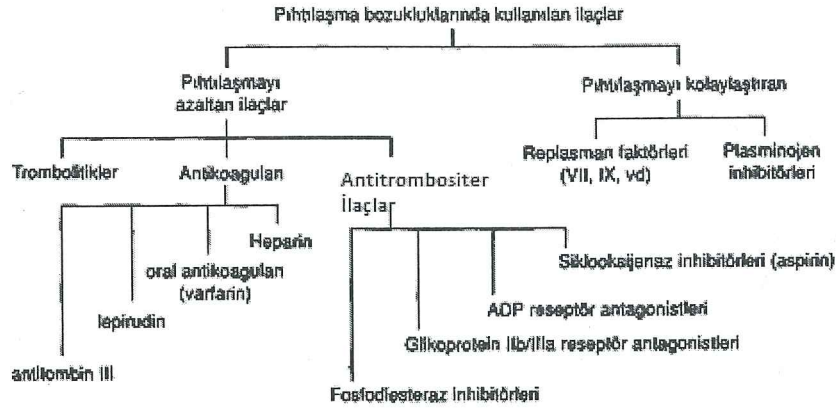 Pıhtılaşma bozukluklarında kullanılan ilaçlar
Pıhtılaşmayı
azaltan ilaçlar
Pıhtılaşmayı kolaylaştıran
Trombolitikler
Antikoagulan
Antitrombositer
İlaçlar
Replasman faktörleri
(VII, IX, vd)
Plasminojen
inhibitörleri
Heparin
oral antikoagulan
(varfarin)
lepirudin
antitombin III
Siklooksijenaz inhibitörleri (aspirin)
ADP reseptör antagonistleri
Glikoprotein IIb/IIIa reseptör antagonistleri
Fosfodiesteraz inhibitörleri